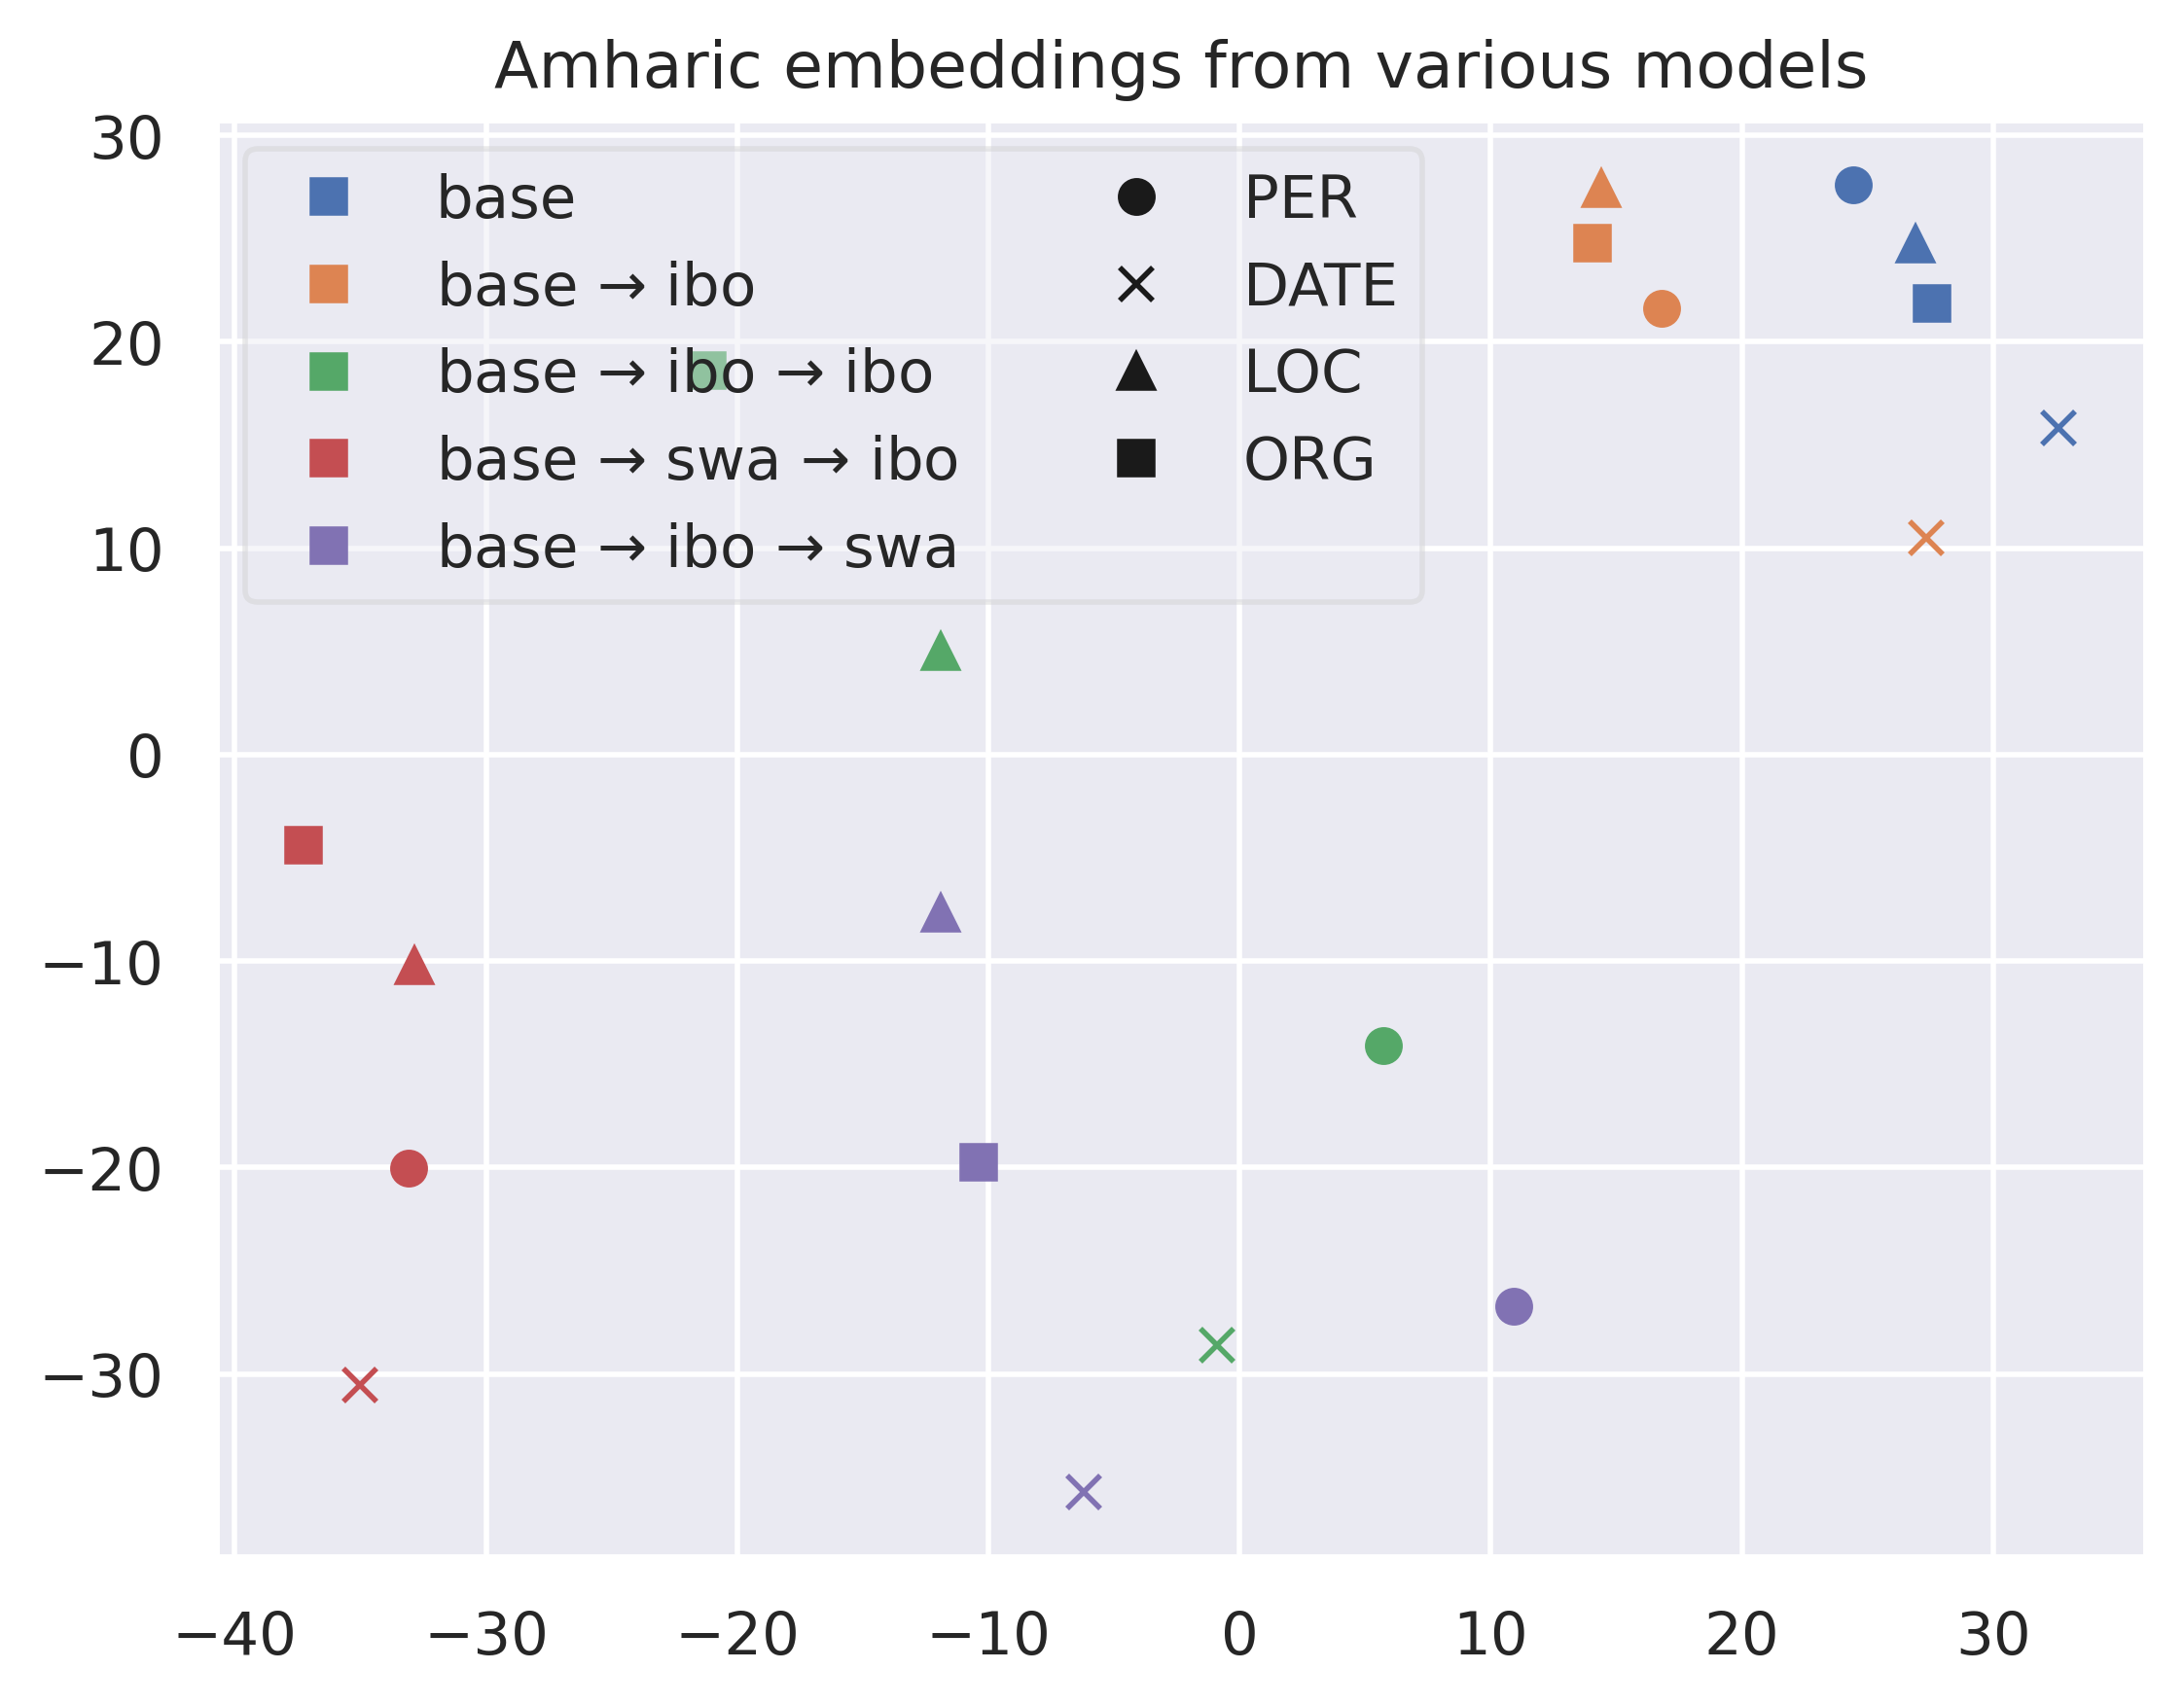 Amharic embeddings from various models
30
20
10
0
−10
−20
−30
base
base → ibo
base → ibo → ibo
base → swa → ibo
base → ibo → swa
PER
DATE
LOC
ORG
−40 −30 −20 −10 0 10 20 30